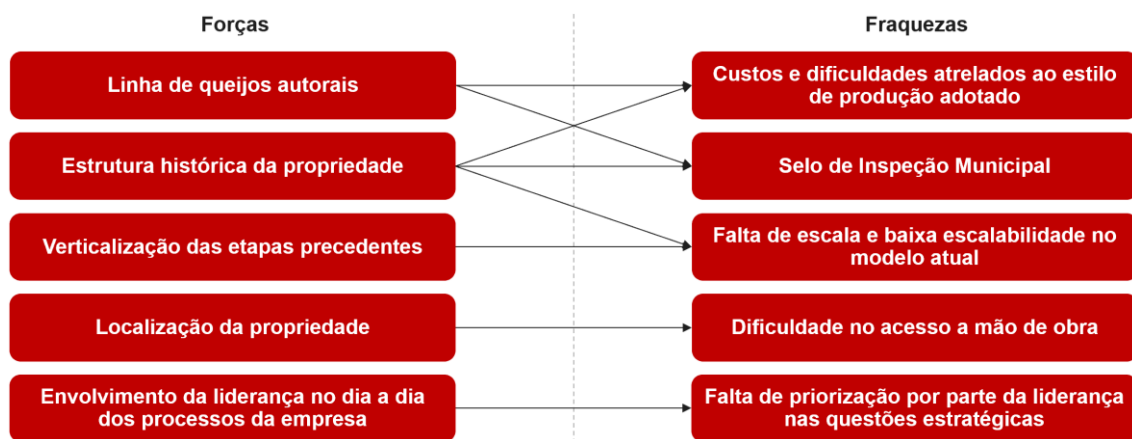 Forças
Fraquezas
Linha de queijos autorais
Custos e dificuldades atrelados ao estilo
de produção adotado
Estrutura histórica da propriedade
Selo de Inspeção Municipal
Verticalização das etapas precedentes
Falta de escala e baixa escalabilidade no
modelo atual
Localização da propriedade
Dificuldade no acesso a mão de obra
Envolvimento da liderança no dia a dia
dos processos da empresa
Falta de priorização por parte da liderança
nas questões estratégicas